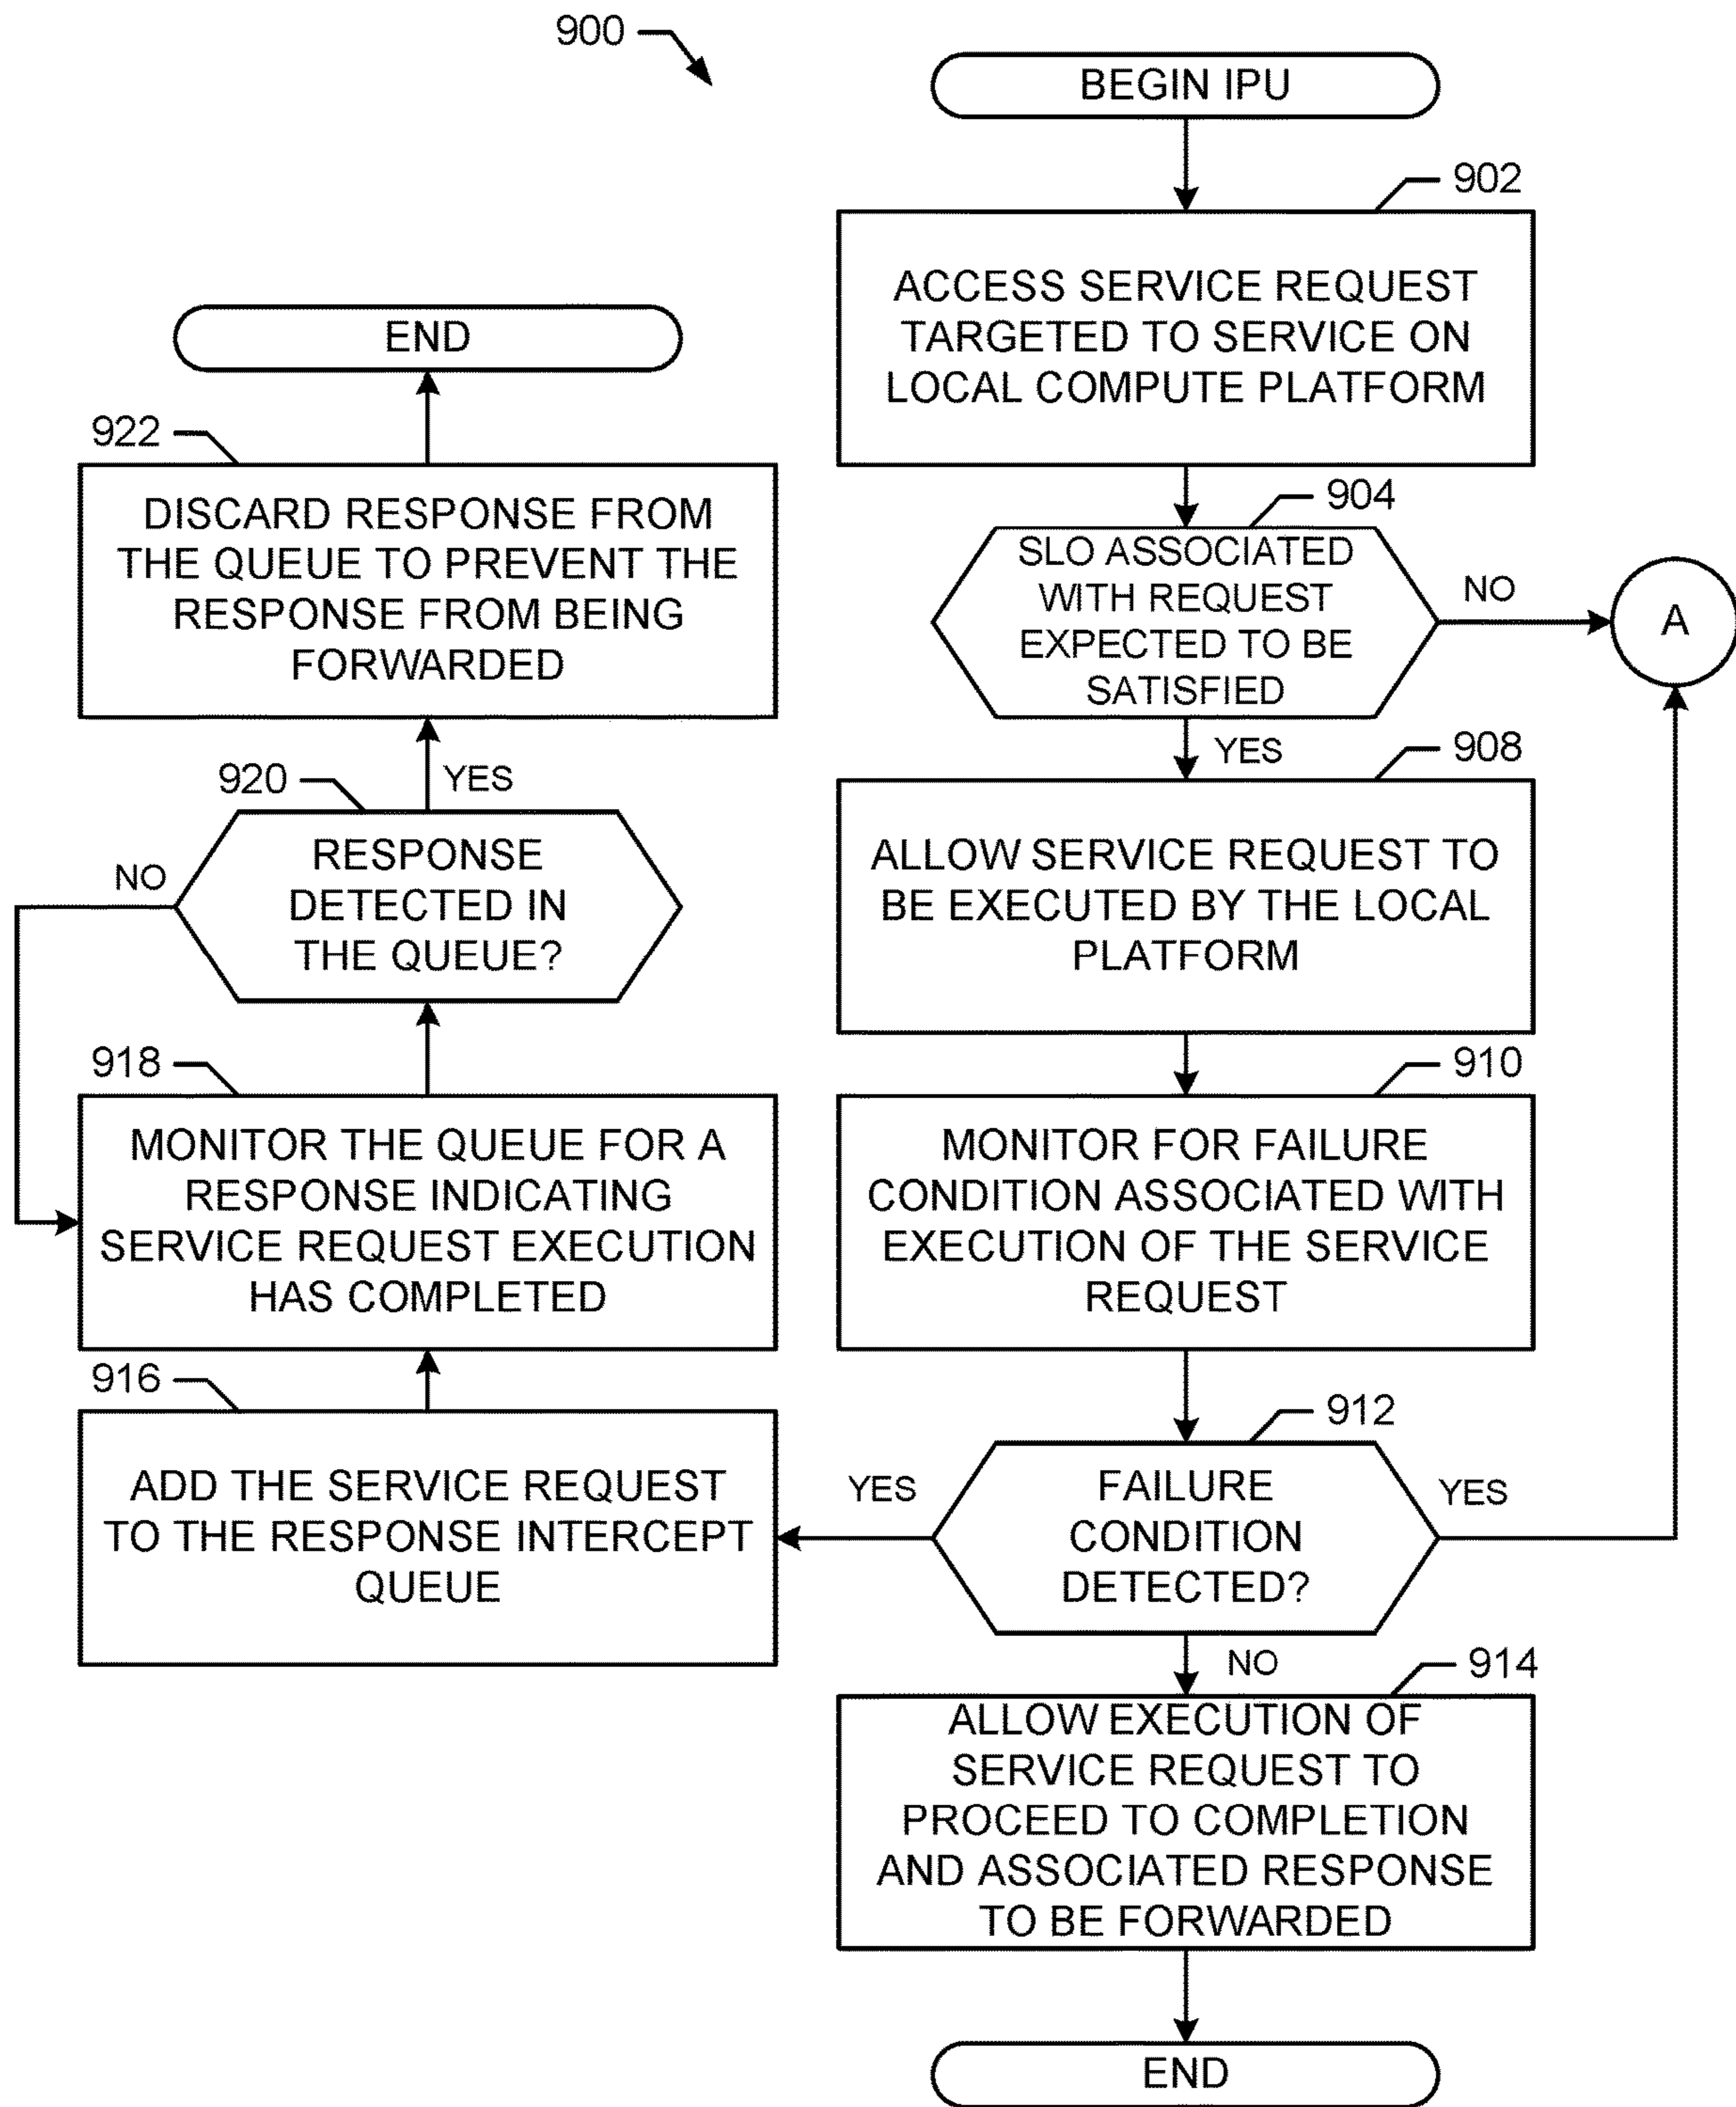 900
BEGIN IPU
902
ACCESS SERVICE REQUEST
TARGETED TO SERVICE ON
LOCAL COMPUTE PLATFORM
904
SLO ASSOCIATED
WITH REQUEST
EXPECTED TO BE
SATISFIED
NO
A
YES
908
ALLOW SERVICE REQUEST TO
BE EXECUTED BY THE LOCAL
PLATFORM
910
MONITOR FOR FAILURE
CONDITION ASSOCIATED WITH
EXECUTION OF THE SERVICE
REQUEST
912
FAILURE
CONDITION
DETECTED?
YES
YES
NO
914
ALLOW EXECUTION OF
SERVICE REQUEST TO
PROCEED TO COMPLETION
AND ASSOCIATED RESPONSE
TO BE FORWARDED
END
916
ADD THE SERVICE REQUEST
TO THE RESPONSE INTERCEPT
QUEUE
918
MONITOR THE QUEUE FOR A
RESPONSE INDICATING
SERVICE REQUEST EXECUTION
HAS COMPLETED
920
RESPONSE
DETECTED IN
THE QUEUE?
NO
YES
922
DISCARD RESPONSE FROM
THE QUEUE TO PREVENT THE
RESPONSE FROM BEING
FORWARDED
END